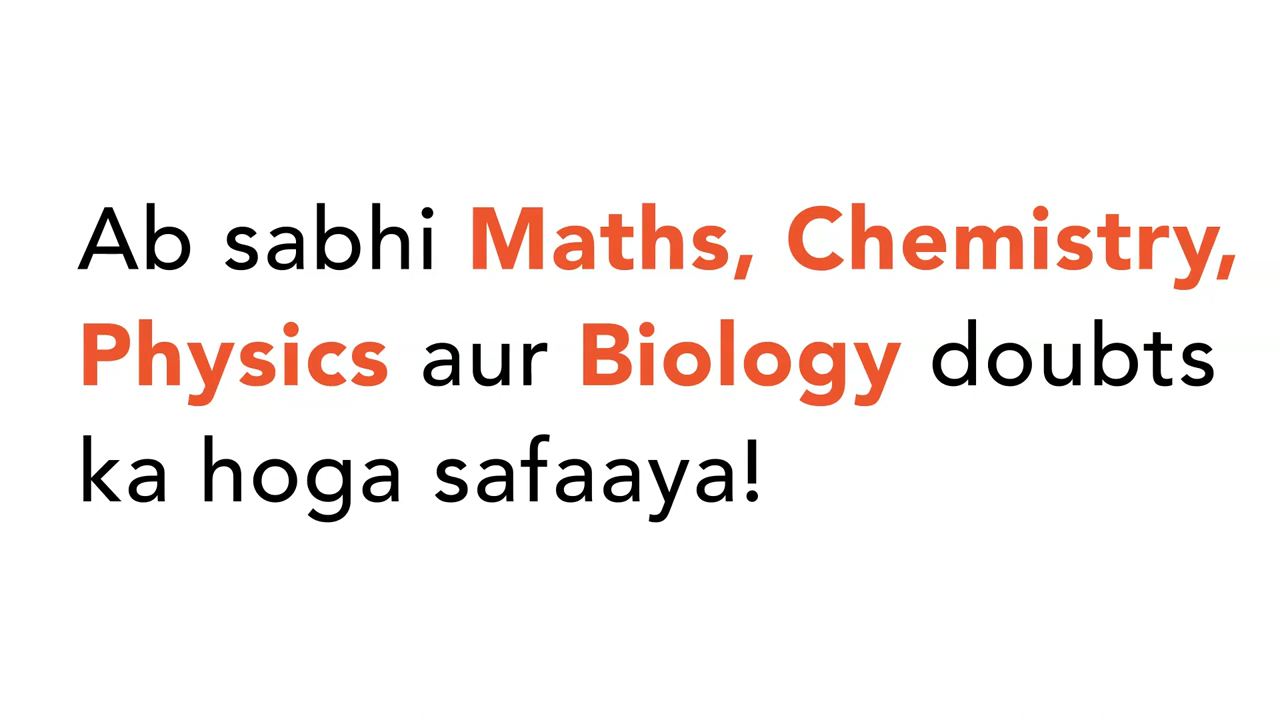 Ab sabhi Maths, Chemistry,
Physics aur Biology doubts
ka hoga safaaya!